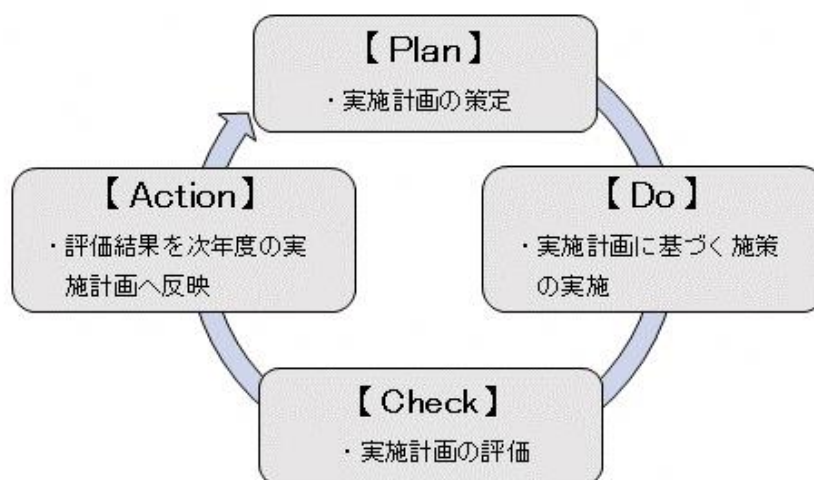 【Plan】
・実施計画の策定
【Do】
・実施計画に基づく施策
の実施
【Check】
・実施計画の評価
【Action】
・評価結果を次年度の実
施計画へ反映